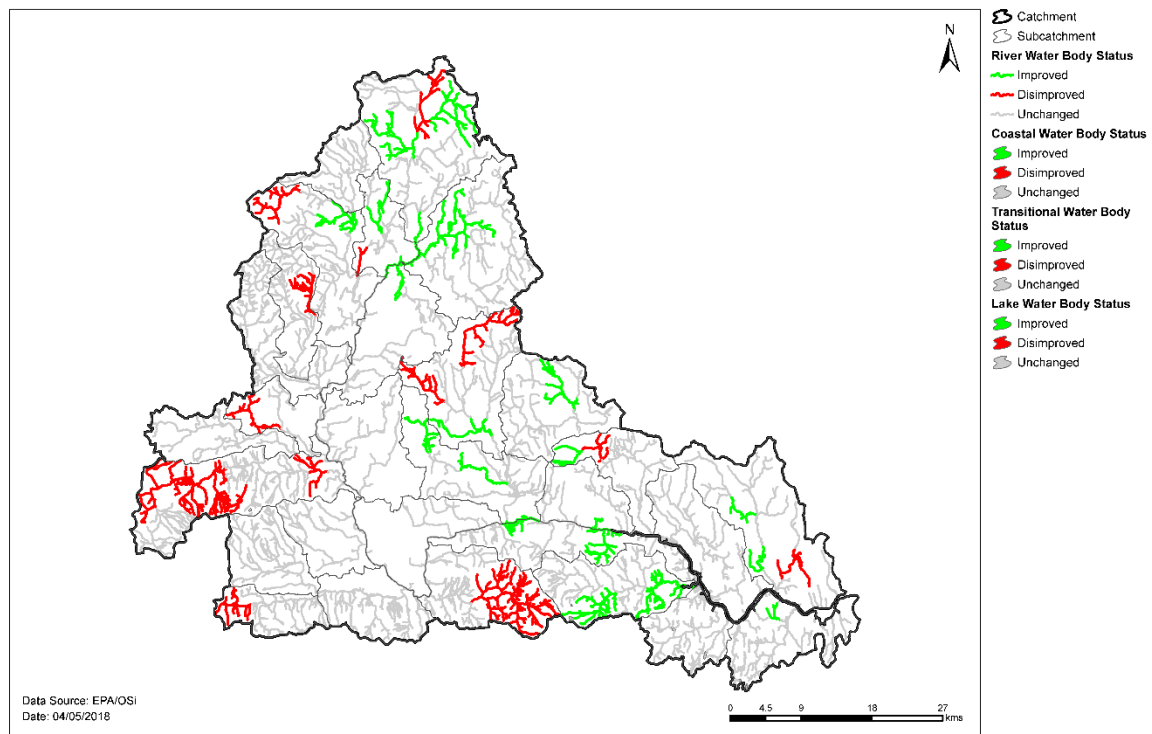 N
Catchment
Subcatchment
River Water Body Status
Improved
Disimproved
Unchanged
Coastal Water Body Status
Improved
Disimproved
Unchanged
Transitional Water Body
Status
Improved
Disimproved
Unchanged
Lake Water Body Status
Improved
Disimproved
Unchanged
Data Source: EPA/OSi
Date: 04/05/2018
0 4.5 9 18 27
kms